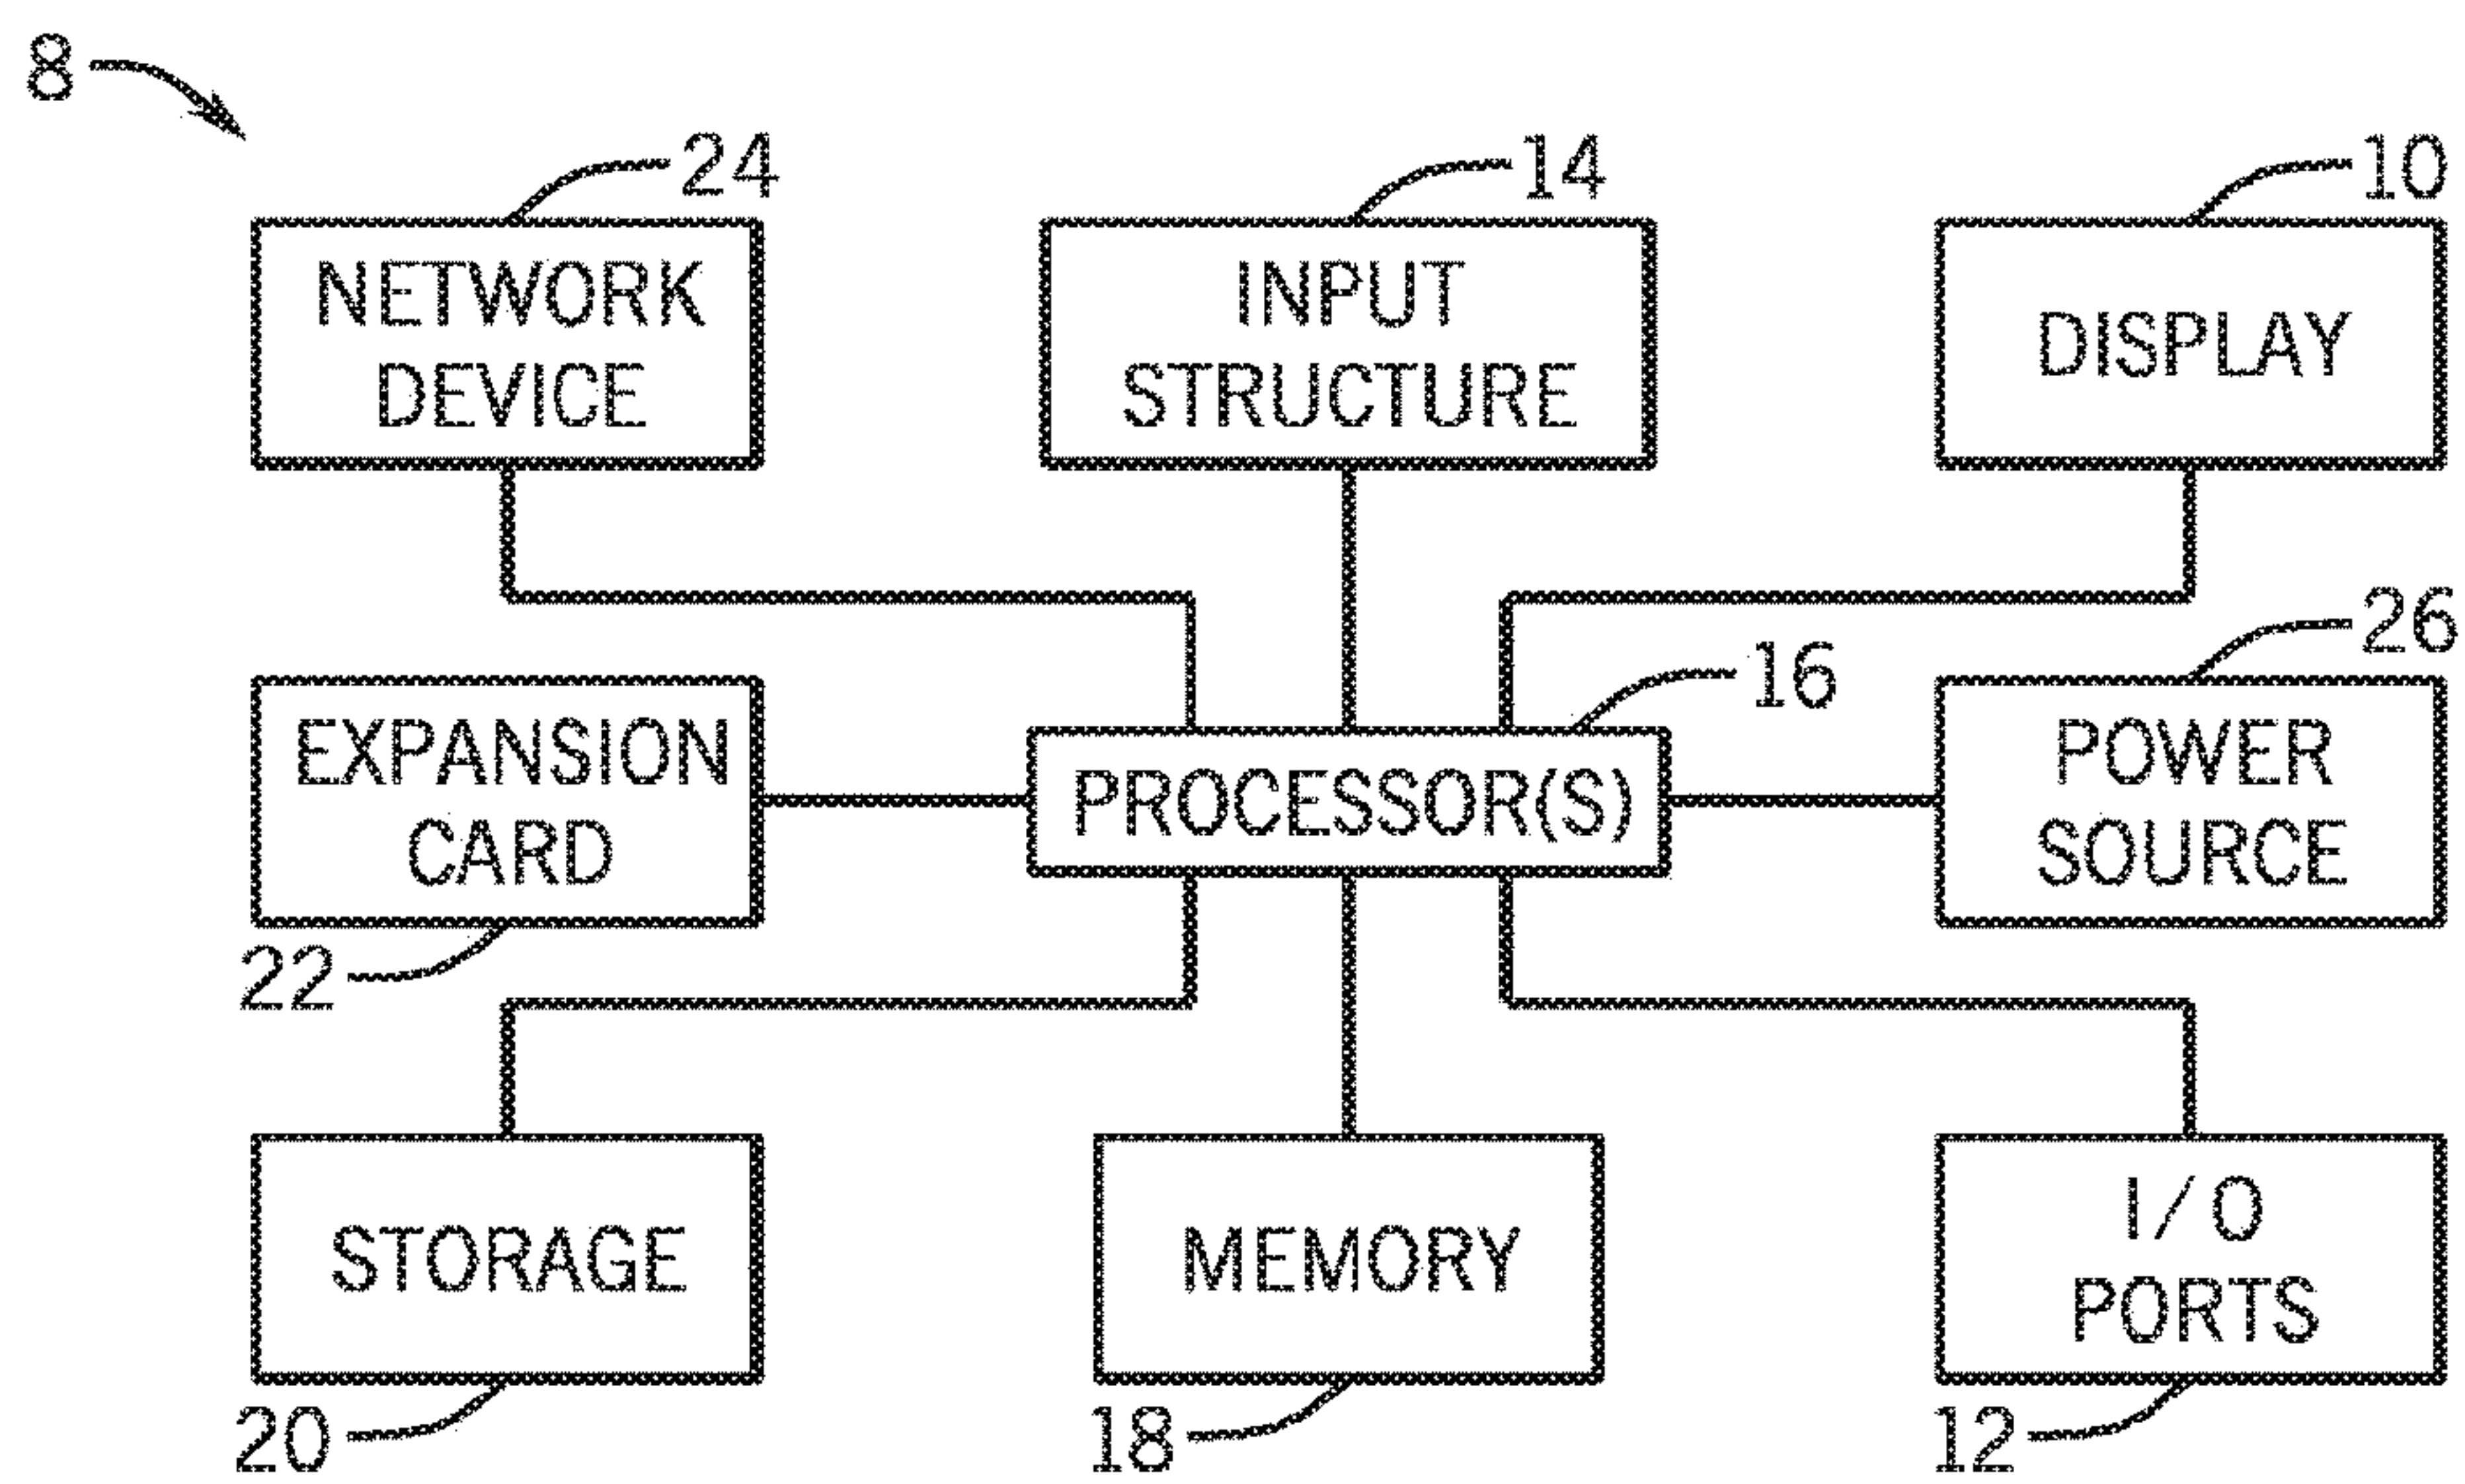 8
24
14
10
NETWORK
DEVICE
INPUT
STRUCTURE
DISPLAY
26
16
EXPANSION
CARD
PROCESSOR(S)
POWER
SOURCE
22
STORAGE
MEMORY
I/O
PORTS
20
18
12